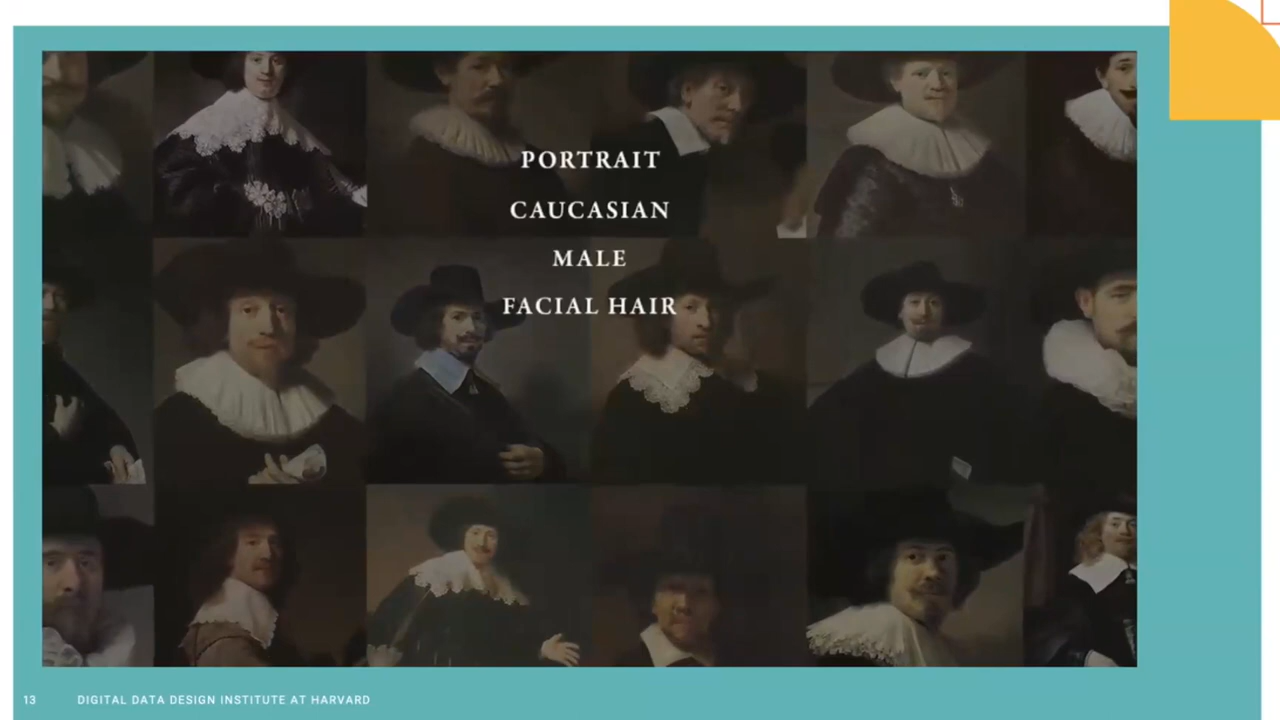 PORTRAIT
CAUCASIAN
MALE
FACIAL HAIR
13 DIGITAL DATA DESIGN INSTITUTE AT HARVARD